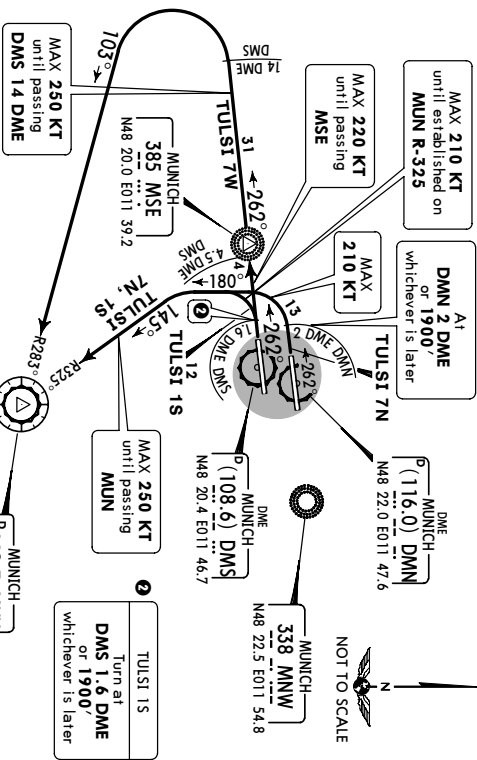 MAX 210 KT
until established on
MUN R-325
At
DMN 2 DME
or 1900'
whichever is later
DME
MUNICH
D (116.0) DMN
N48 22.0 E011 47.6
MUNICH
338 MNW
N48 22.5 E011 54.8
NOT TO SCALE
N
MAX 220 KT
until passing
MSE
MAX
210 KT
TULSI 7N
2 DME DMN
262°
13
262°
14 DME
DMS
TULSI 7W
31
262°
4
4.5 DME
DMS
180°
2
1.6 DME DMS
TULSI 1S
12
MUNICH
385 MSE
N48 20.0 E011 39.2
DME
MUNICH
D (108.6) DMS
N48 20.4 E011 46.7
MAX 250 KT
until passing
DMS 14 DME
103°
TULSI
7N, 1S
145°
R325°
R283°
MAX 250 KT
until passing
MUN
2
TULSI 1S
Turn at
DMS 1.6 DME
or 1900'
whichever is later
MUNICH